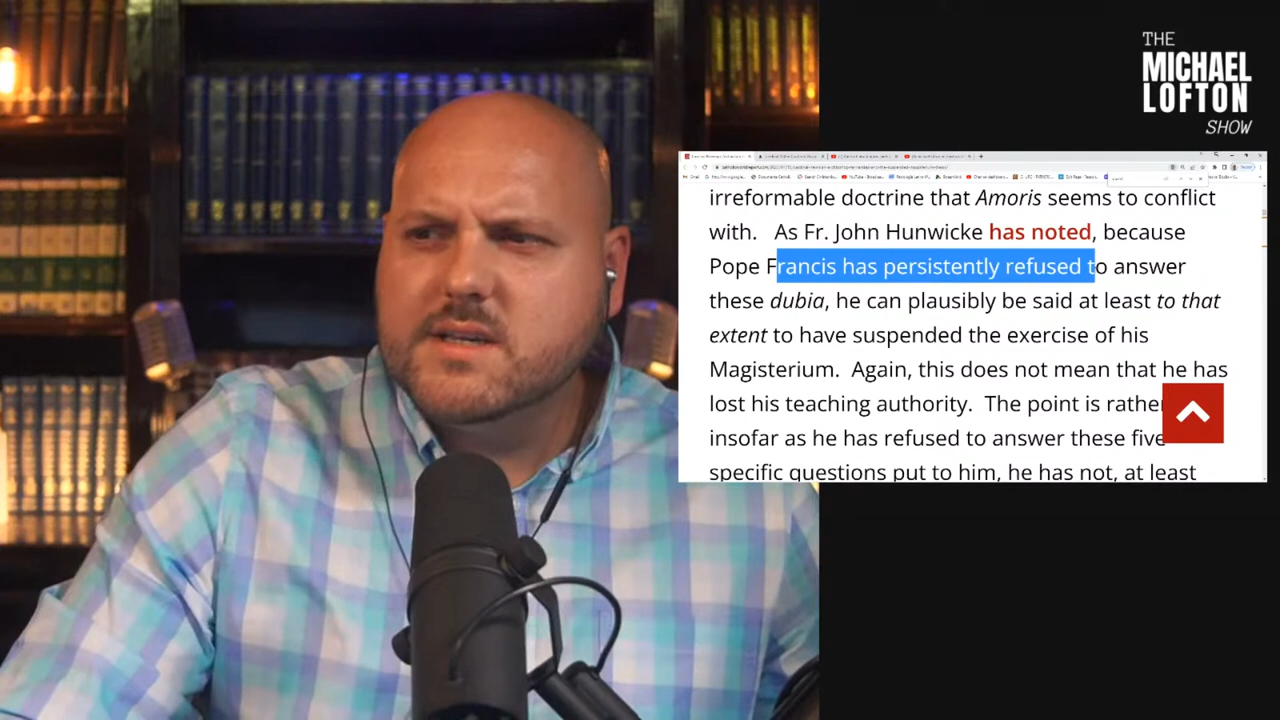 THE
MICHAEL
LOFTON
SHOW
irreformable doctrine that Amoris seems to conflict
with. As Fr. John Hunwicke has noted, because
Pope Francis has persistently refused to answer
these dubia, he can plausibly be said at least to that
extent to have suspended the exercise of his
Magisterium. Again, this does not mean that he has
lost his teaching authority. The point is rather
insofar as he has refused to answer these five
specific questions put to him, he has not, at least